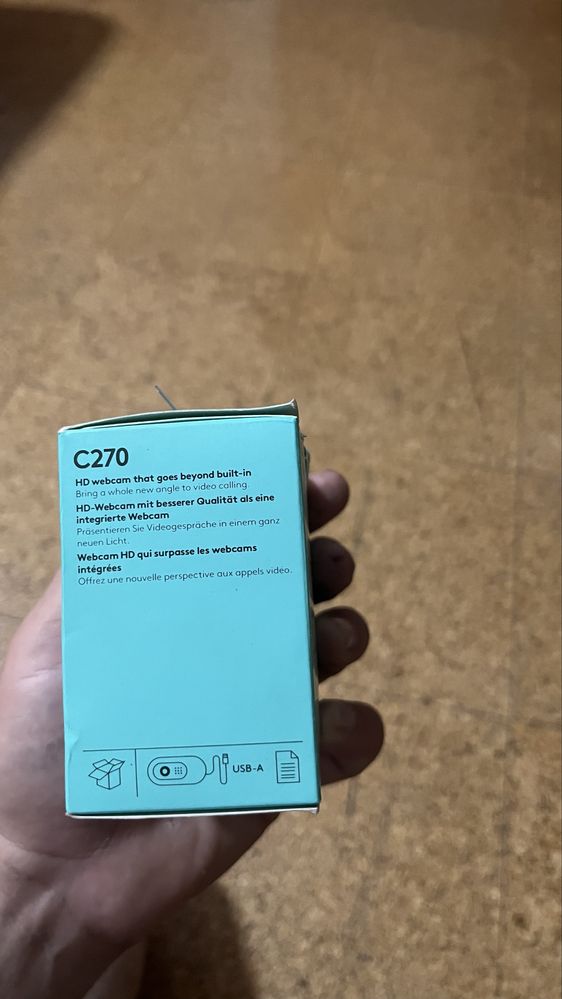 C270
HD webcam that goes beyond built-in
Bring a whole new angle to video calling.
HD-Webcam mit besserer Qualität als eine
integrierte Webcam
Präsentieren Sie Videogespräche in einem ganz
neuen Licht.
Webcam HD qui surpasse les webcams
intégrées
Offrez une nouvelle perspective aux appels video.
USB-A